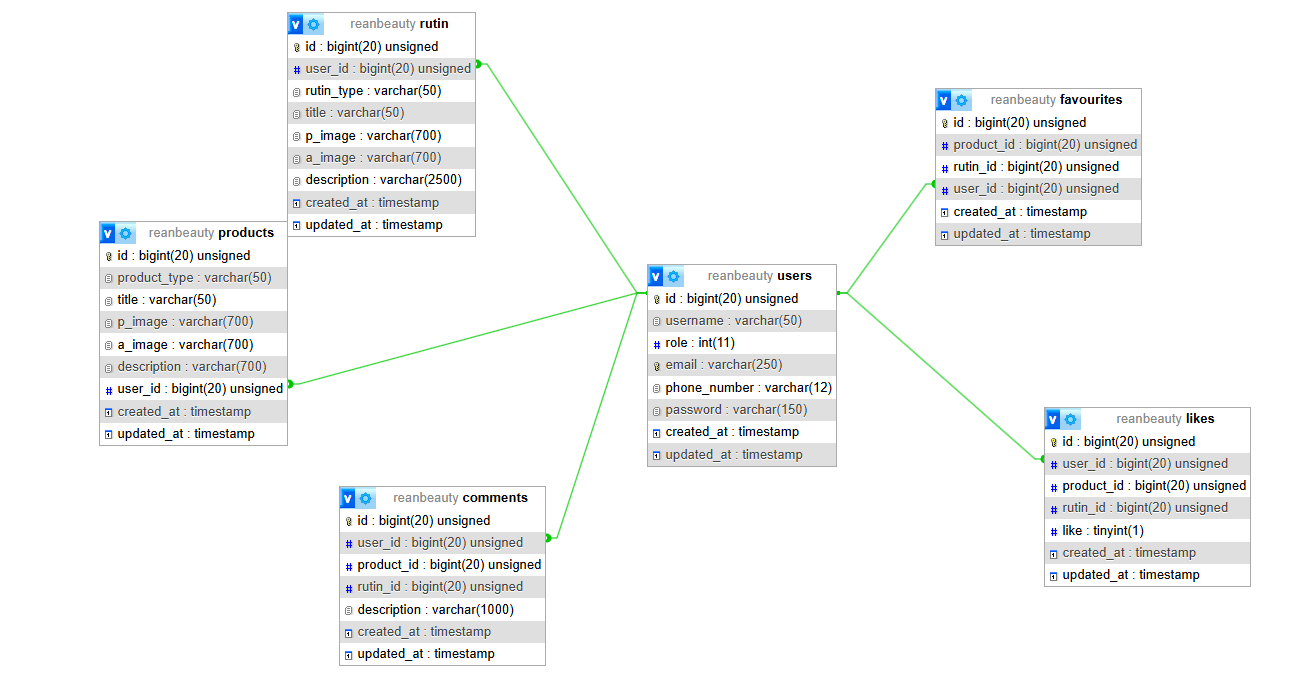 reanbeauty rutin
id : bigint(20) unsigned
user_id : bigint(20) unsigned
rutin_type : varchar(50)
title : varchar(50)
p_image : varchar(700)
a_image : varchar(700)
description : varchar(2500)
created_at : timestamp
updated_at : timestamp
reanbeauty products
id : bigint(20) unsigned
product_type : varchar(50)
title : varchar(50)
p_image : varchar(700)
a_image : varchar(700)
description : varchar(700)
user_id : bigint(20) unsigned
created_at : timestamp
updated_at : timestamp
reanbeauty comments
id : bigint(20) unsigned
user_id : bigint(20) unsigned
product_id : bigint(20) unsigned
rutin_id : bigint(20) unsigned
description : varchar(1000)
created_at : timestamp
updated_at : timestamp
reanbeauty users
id : bigint(20) unsigned
username : varchar(50)
role : int(11)
email : varchar(250)
phone_number : varchar(12)
password : varchar(150)
created_at : timestamp
updated_at : timestamp
reanbeauty favourites
id : bigint(20) unsigned
product_id : bigint(20) unsigned
rutin_id : bigint(20) unsigned
user_id : bigint(20) unsigned
created_at : timestamp
updated_at : timestamp
reanbeauty likes
id : bigint(20) unsigned
user_id : bigint(20) unsigned
product_id : bigint(20) unsigned
rutin_id : bigint(20) unsigned
like : tinyint(1)
created_at : timestamp
updated_at : timestamp